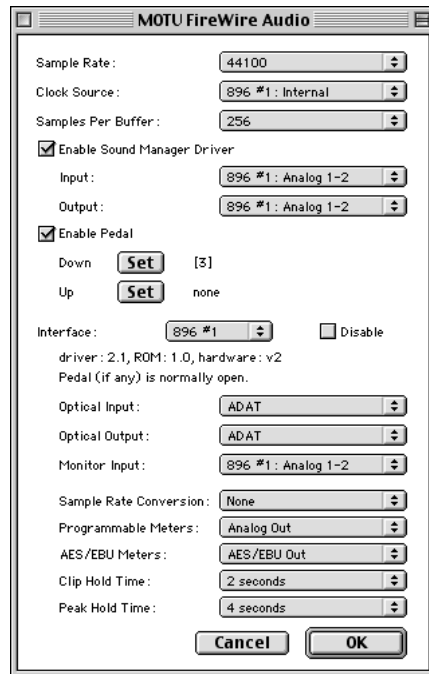 MOTU FireWire Audio
Sample Rate: 44100
Clock Source: 896 #1: Internal
Samples Per Buffer: 256
Enable Sound Manager Driver
Input: 896 #1: Analog 1-2
Output: 896 #1: Analog 1-2
Enable Pedal
Down Set [3]
Up Set none
Interface: 896 #1 Disable
driver: 2.1, ROM: 1.0, hardware: v2
Pedal (if any) is normally open.
Optical Input: ADAT
Optical Output: ADAT
Monitor Input: 896 #1: Analog 1-2
Sample Rate Conversion: None
Programmable Meters: Analog Out
AES/EBU Meters: AES/EBU Out
Clip Hold Time: 2 seconds
Peak Hold Time: 4 seconds
Cancel OK